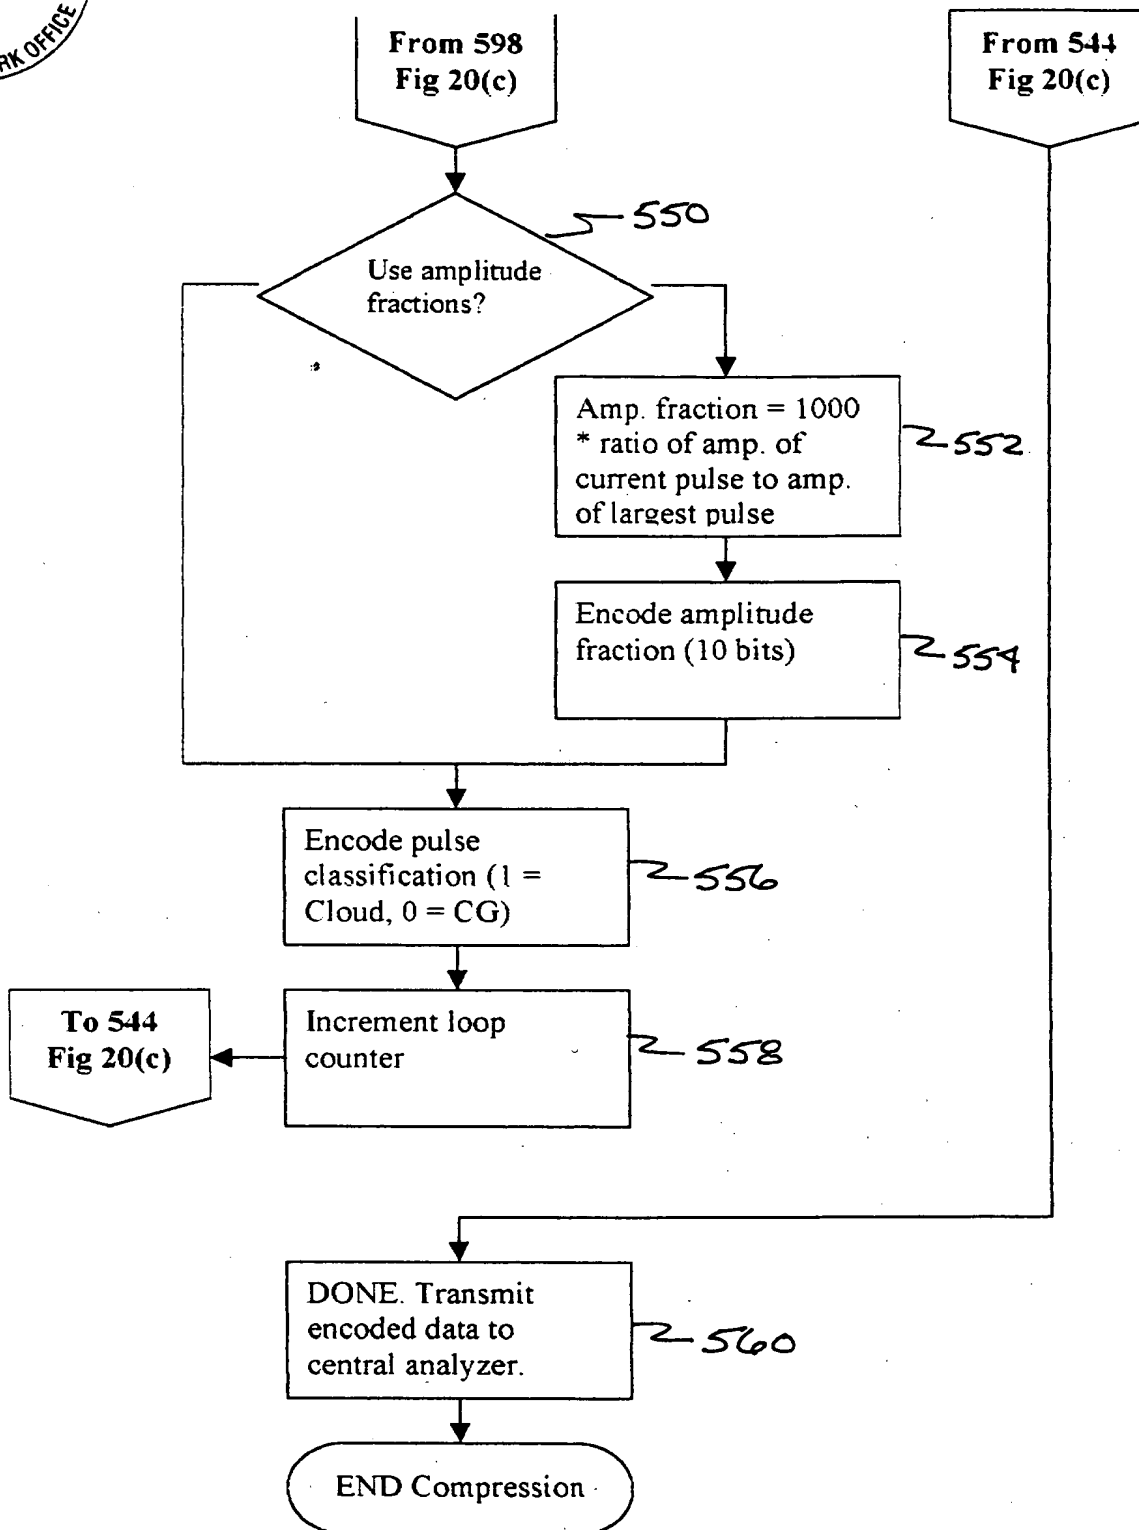 RK OFFICE
From 598
Fig 20(c)
From 544
Fig 20(c)
550
Use amplitude
fractions?
Amp. fraction = 1000
* ratio of amp. of
current pulse to amp.
of largest pulse
552
Encode amplitude
fraction (10 bits)
554
Encode pulse
classification (1 =
Cloud, 0 = CG)
556
To 544
Fig 20(c)
Increment loop
counter
558
DONE. Transmit
encoded data to
central analyzer.
560
END Compression